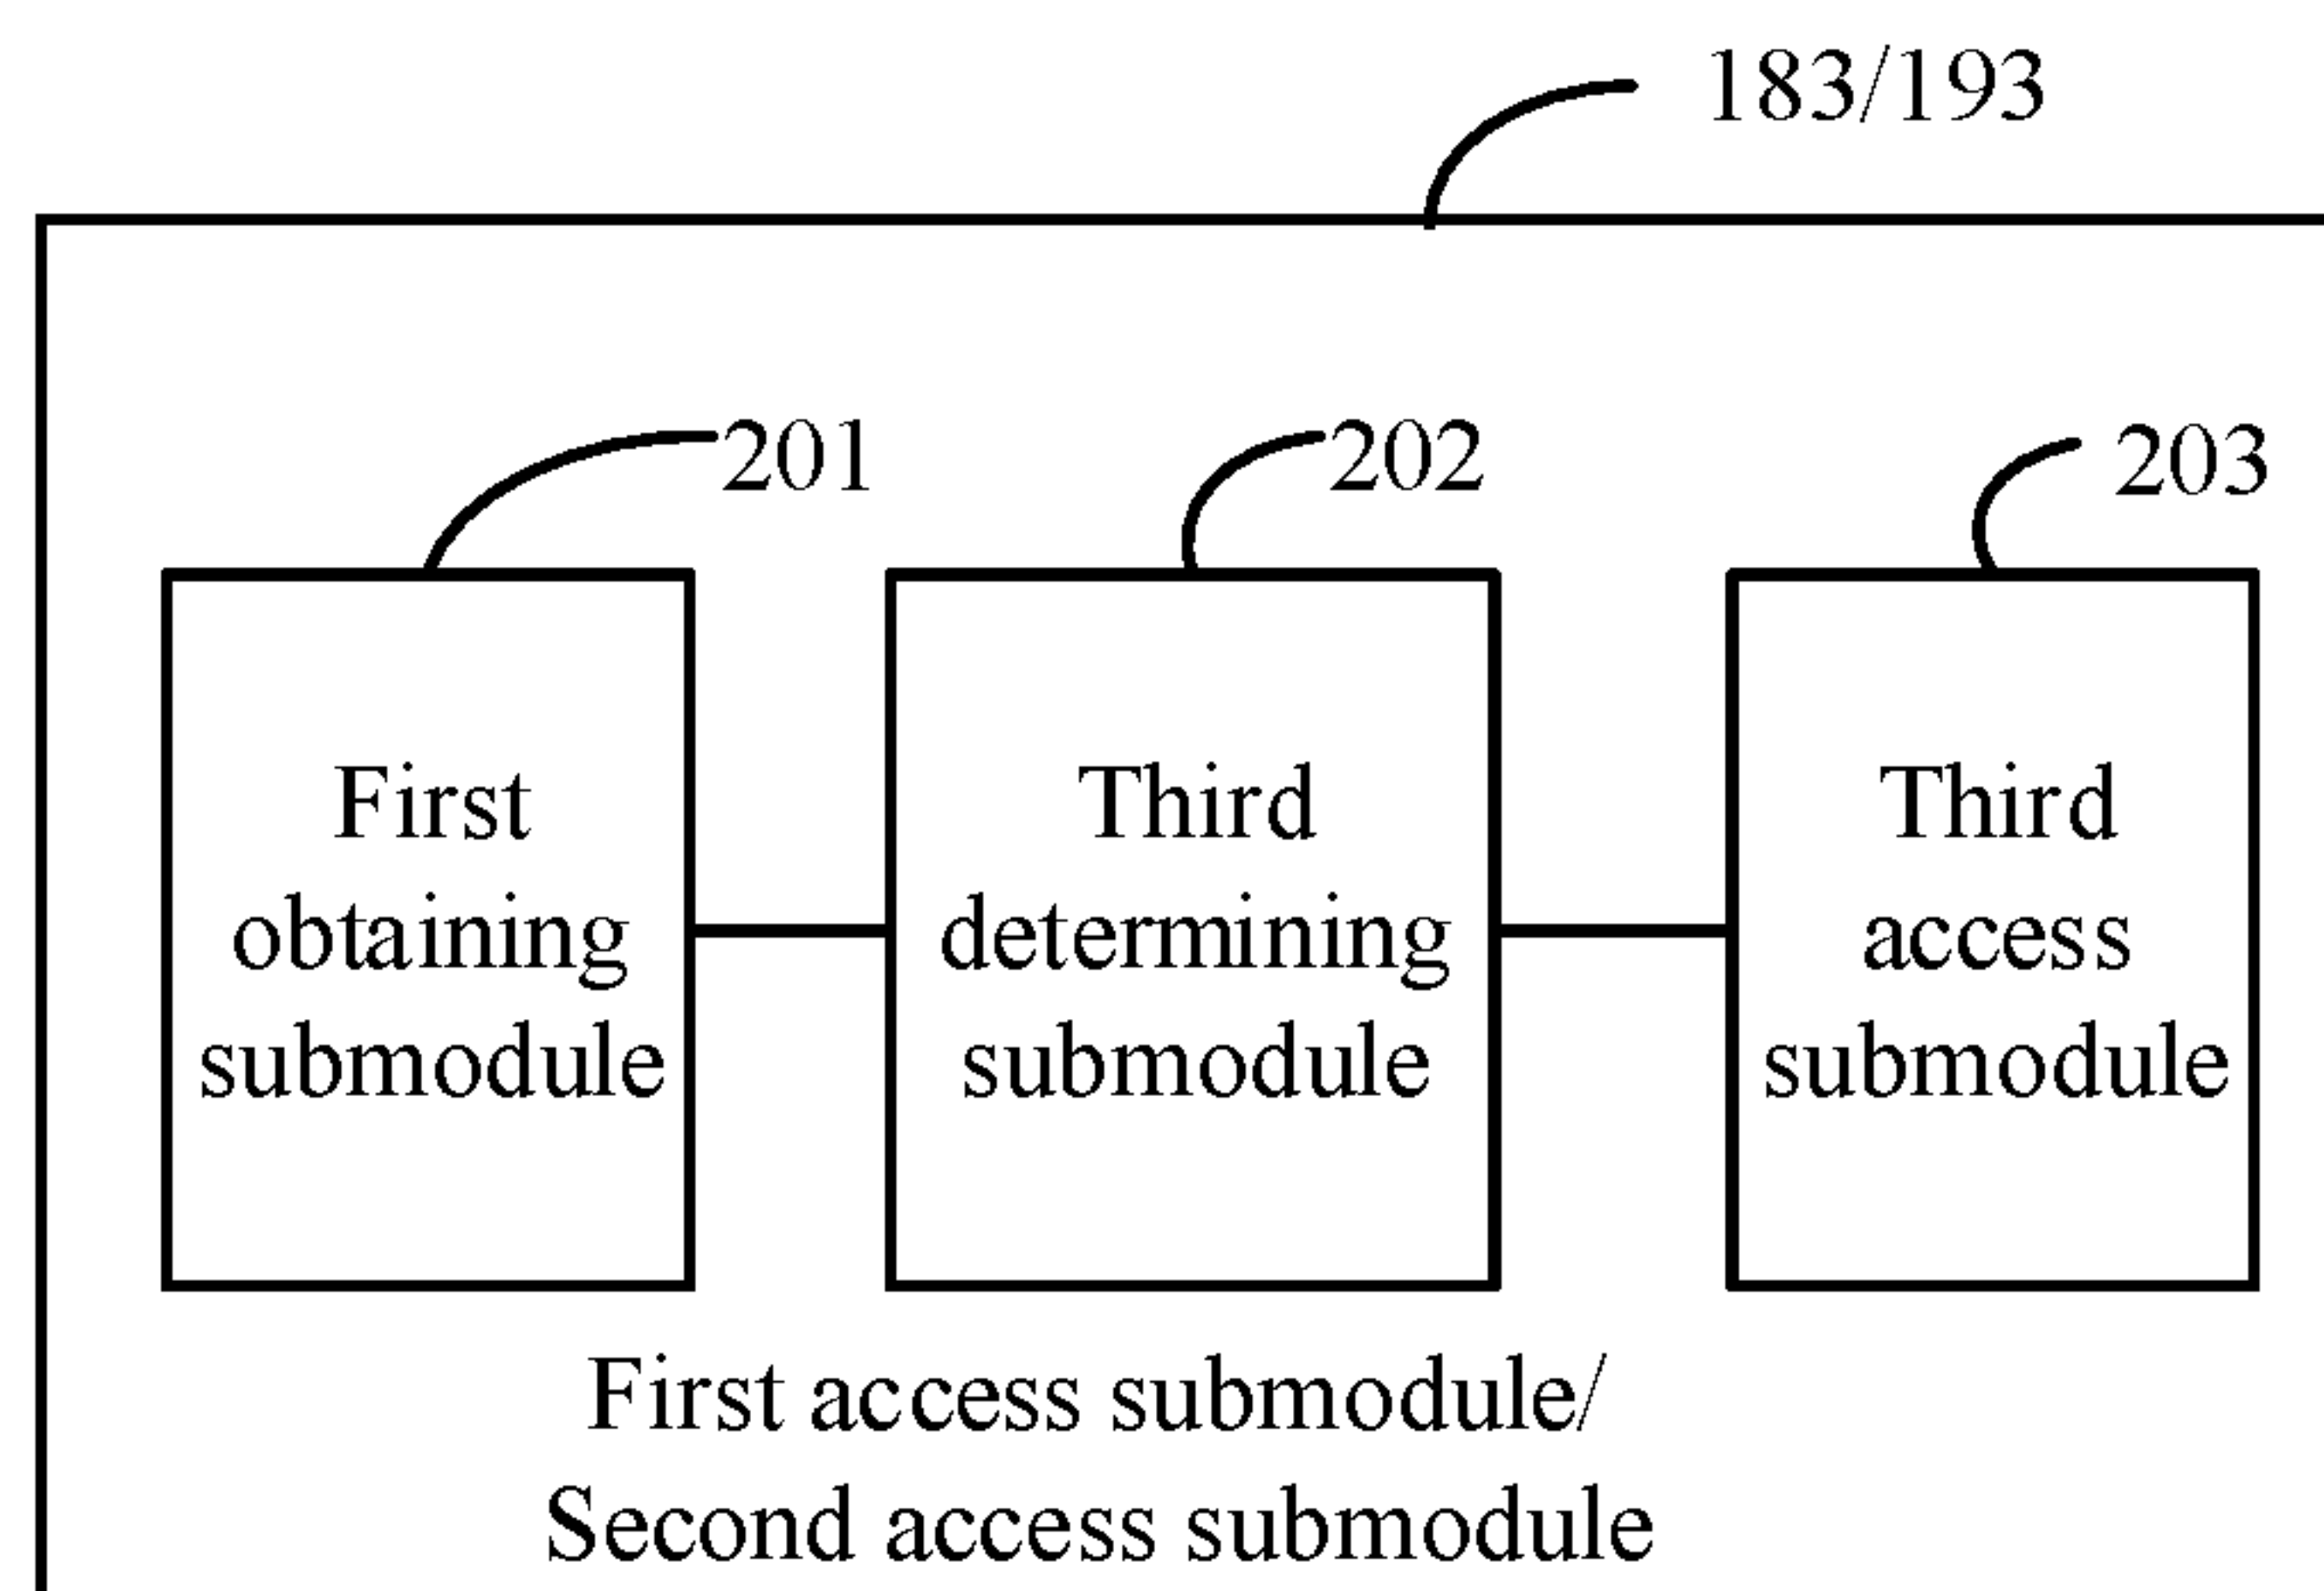 183/193
201
202
203
First
obtaining
submodule
Third
determining
submodule
Third
access
submodule
First access submodule/
Second access submodule